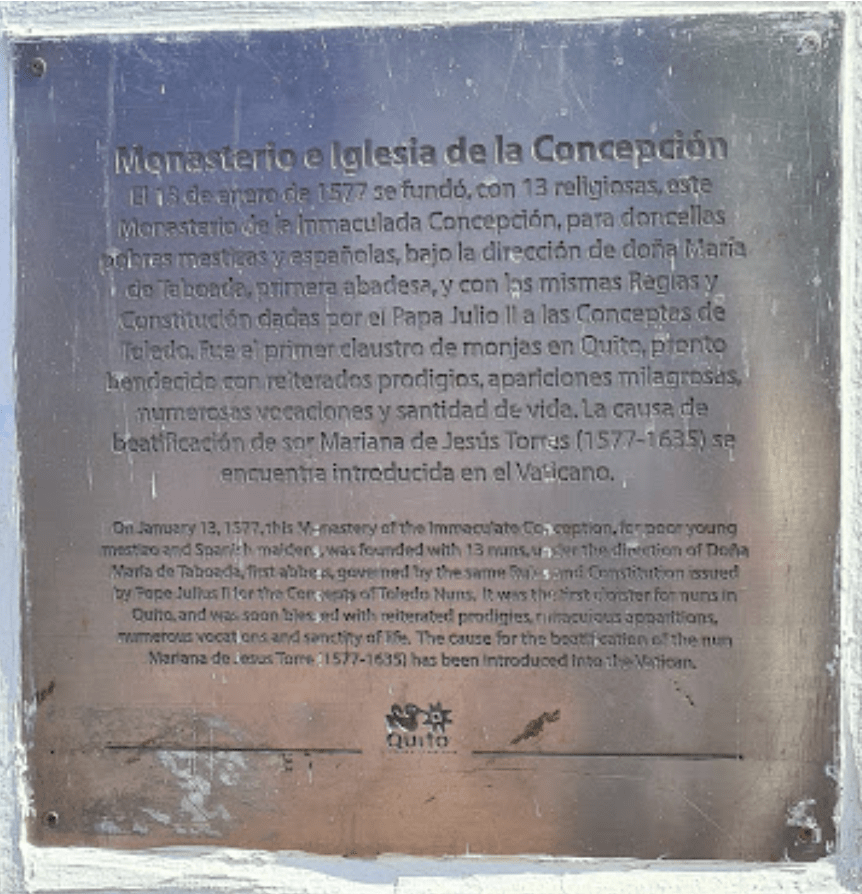 Monasterio e Iglesia de la Concepción
El 13 de enero de 1577 se fundó, con 13 religiosas, este
Monasterio de la Inmaculada Concepción, para doncellas
pobres mestizas y españolas, bajo la dirección de doña María
de Taboada, primera abadesa, y con las mismas Reglas y
Constitución dadas por el Papa Julio II a las Conceptas de
Toledo. Fue el primer claustro de monjas en Quito, pronto
bendecido con reiterados prodigios, apariciones milagrosas,
numerosas vocaciones y santidad de vida. La causa de
beatificación de sor Mariana de Jesús Torres (1577-1635) se
encuentra introducida en el Vaticano.
On January 13, 1577, this Monastery of the Immaculate Conception, for poor young
mestizo and Spanish maidens, was founded with 13 nuns, under the direction of Doña
María de Taboada, first abbess, governed by the same Rules and Constitution issued
by Pope Julius II for the Concepts of Toledo Nuns. It was the first cloister for nuns in
Quito, and was soon blessed with reiterated prodigies, miraculous apparitions,
numerous vocations and sanctity of life. The cause for the beatification of the nun
Mariana de Jesus Torre (1577-1635) has been introduced into the Vatican.
Quito